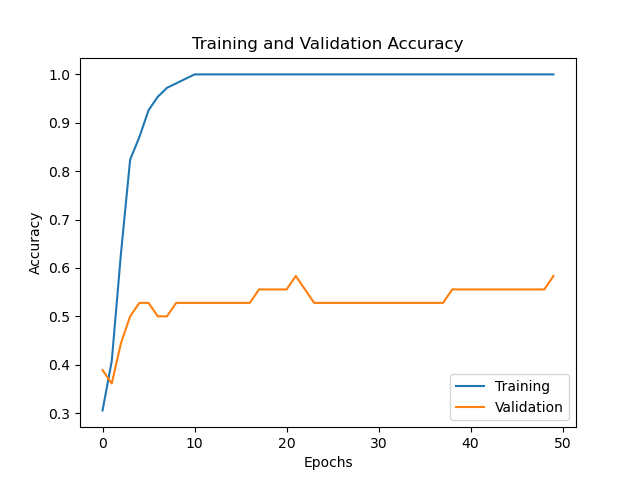 Training and Validation Accuracy
1.0
0.9
0.8
0.7
0.6
0.5
0.4
0.3
Accuracy
Training
Validation
0 10 20 30 40 50
Epochs